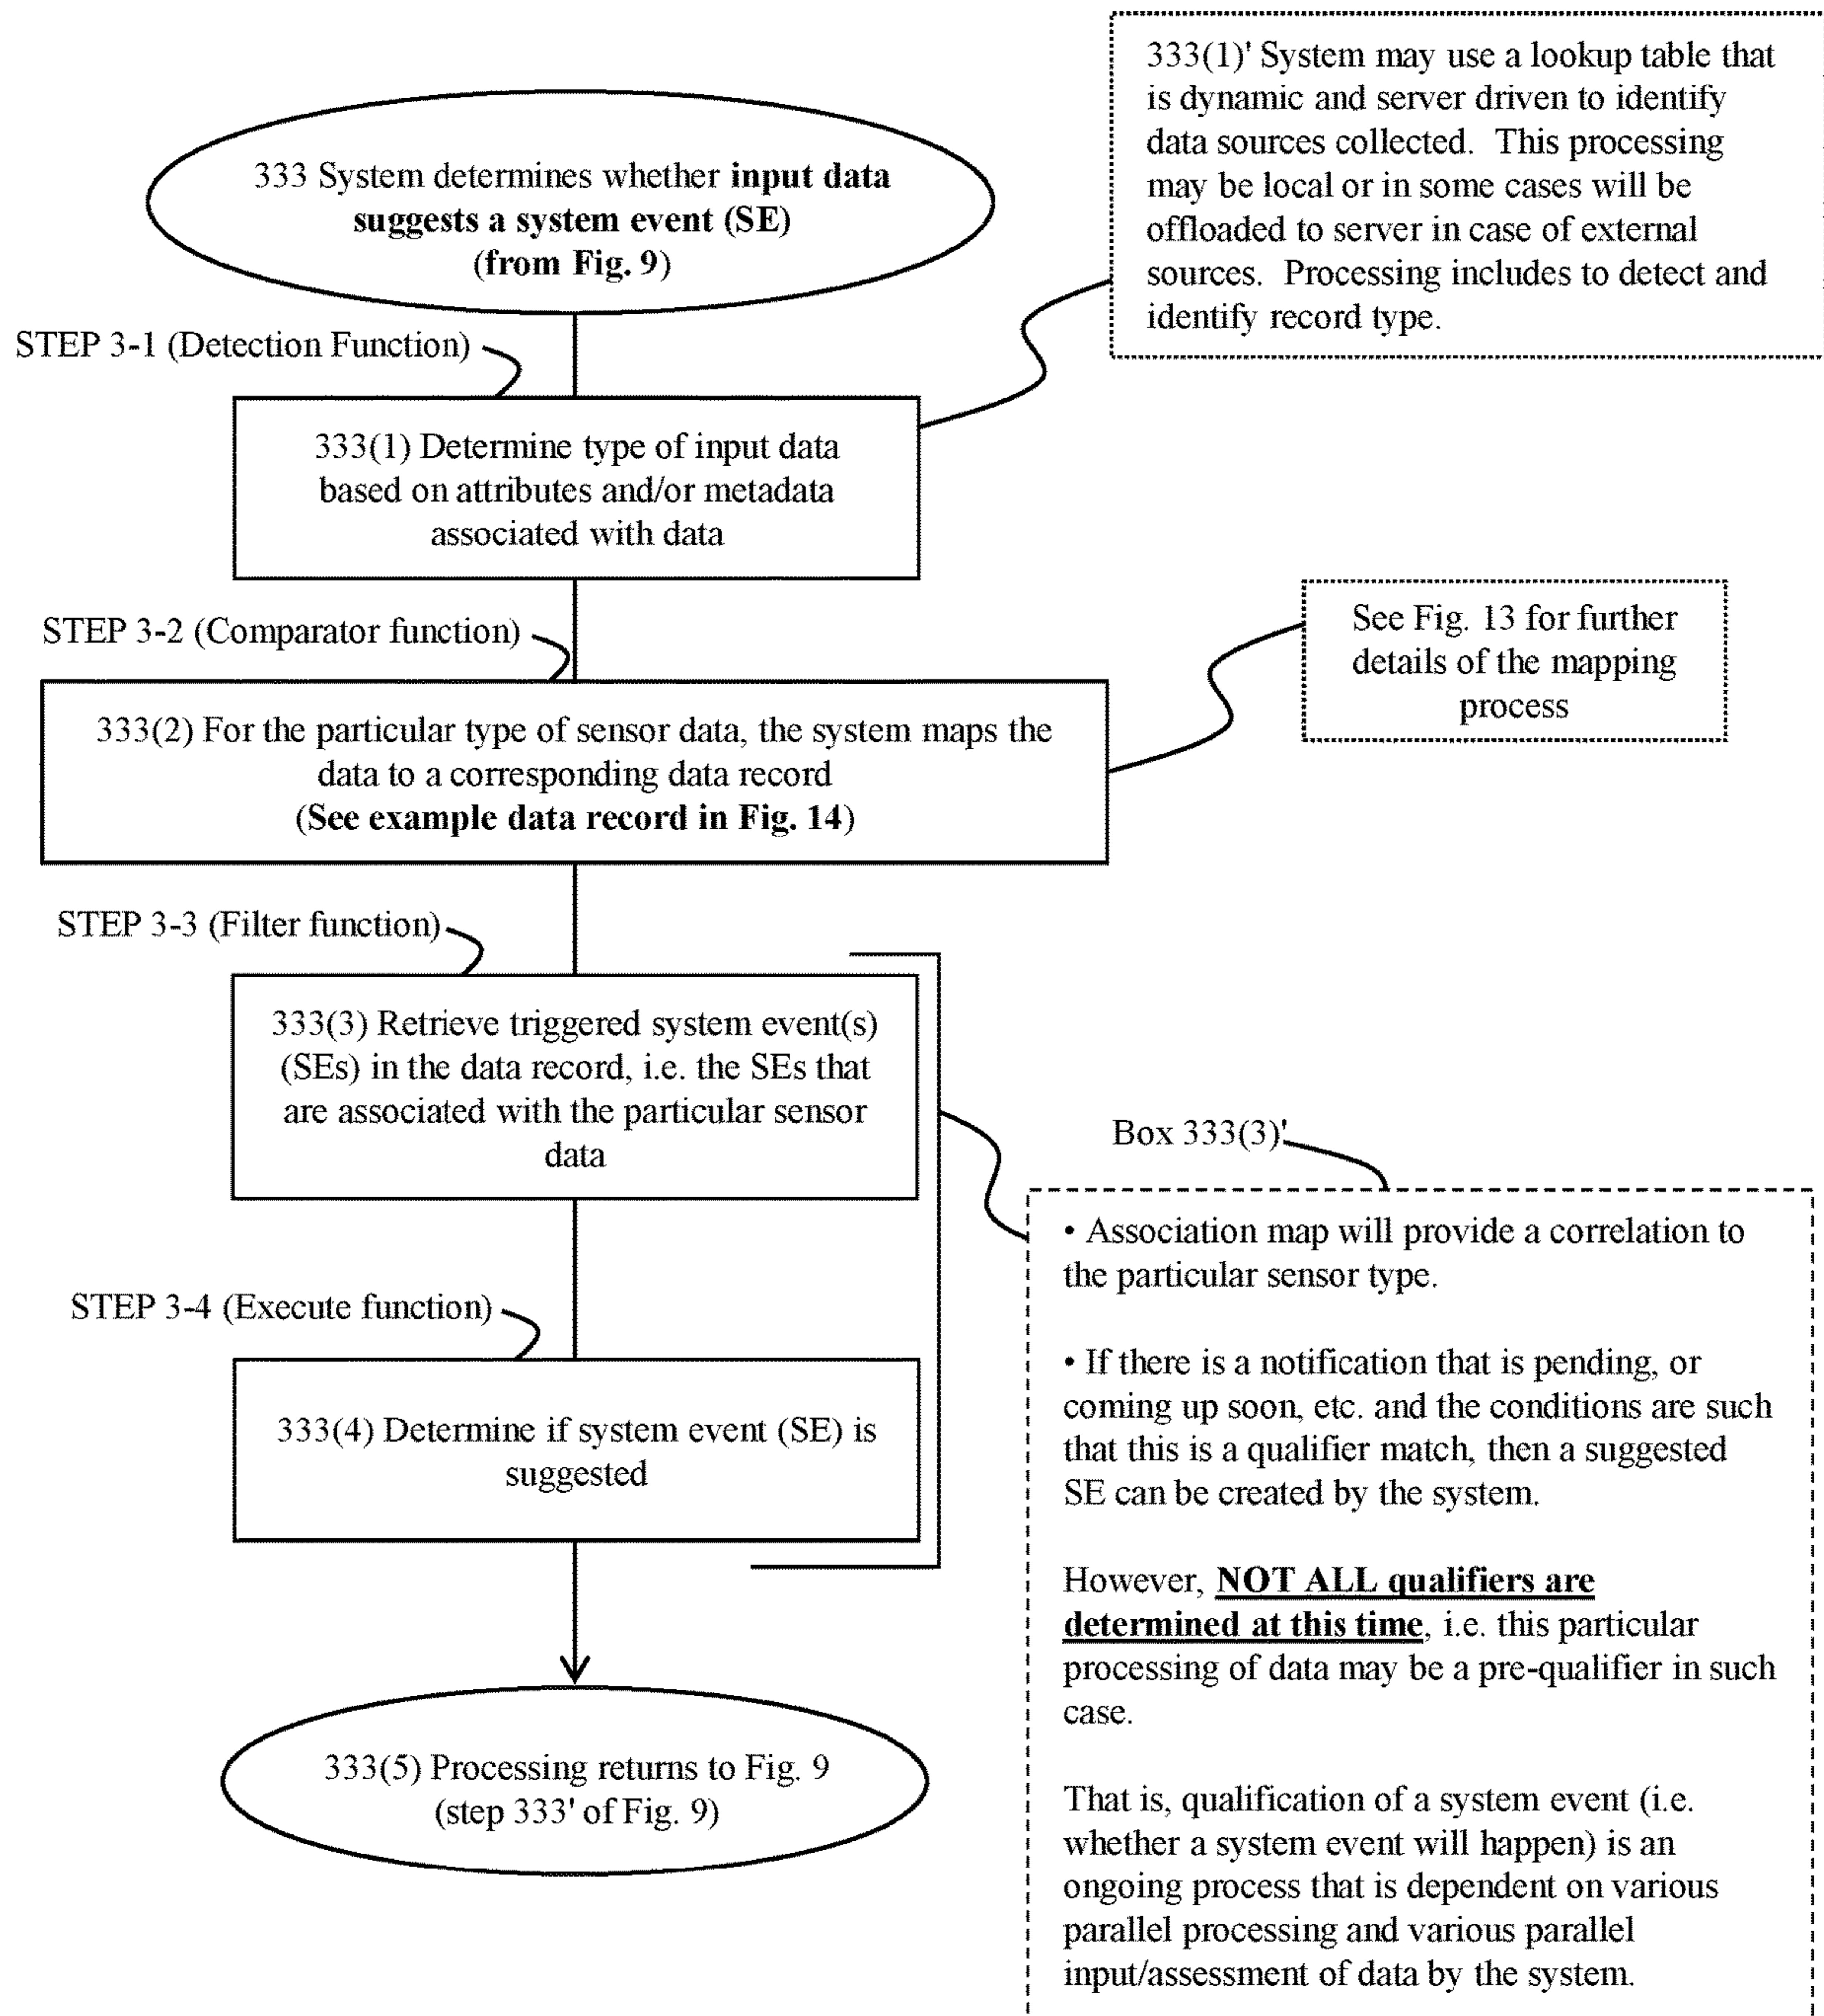 333(1)' System may use a lookup table that
is dynamic and server driven to identify
data sources collected. This processing
may be local or in some cases will be
offloaded to server in case of external
sources. Processing includes to detect and
identify record type.
333 System determines whether input data
suggests a system event (SE)
(from Fig. 9)
STEP 3-1 (Detection Function)
333(1) Determine type of input data
based on attributes and/or metadata
associated with data
STEP 3-2 (Comparator function)
See Fig. 13 for further
details of the mapping
process
333(2) For the particular type of sensor data, the system maps the
data to a corresponding data record
(See example data record in Fig. 14)
STEP 3-3 (Filter function)
333(3) Retrieve triggered system event(s)
(SEs) in the data record, i.e. the SEs that
are associated with the particular sensor
data
Box 333(3)'
• Association map will provide a correlation to
the particular sensor type.
• If there is a notification that is pending, or
coming up soon, etc. and the conditions are such
that this is a qualifier match, then a suggested
SE can be created by the system.
However, NOT ALL qualifiers are
determined at this time, i.e. this particular
processing of data may be a pre-qualifier in such
case.
That is, qualification of a system event (i.e.
whether a system event will happen) is an
ongoing process that is dependent on various
parallel processing and various parallel
input/assessment of data by the system.
STEP 3-4 (Execute function)
333(4) Determine if system event (SE) is
suggested
333(5) Processing returns to Fig. 9
(step 333' of Fig. 9)